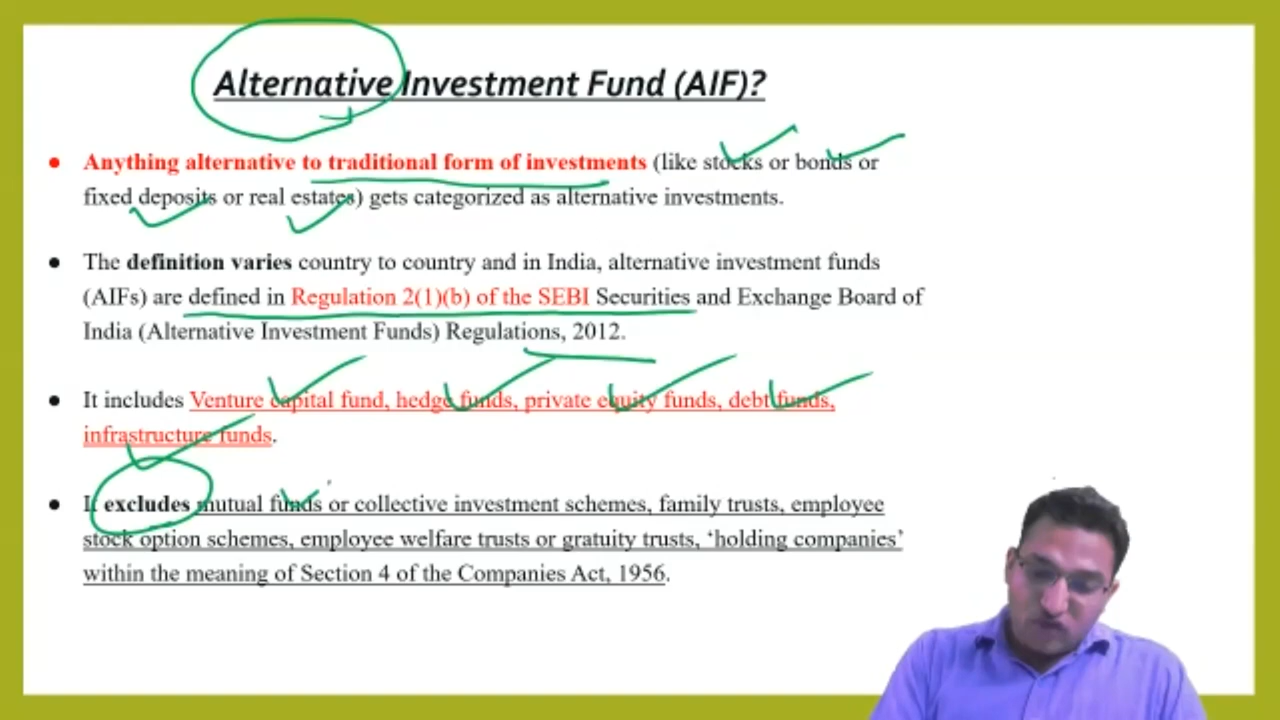 Alternative Investment Fund (AIF)?
● Anything alternative to traditional form of investments (like stocks or bonds or
fixed deposits or real estates) gets categorized as alternative investments.
● The definition varies country to country and in India, alternative investment funds
(AIFs) are defined in Regulation 2(1)(b) of the SEBI Securities and Exchange Board of
India (Alternative Investment Funds) Regulations, 2012.
● It includes Venture capital fund, hedge funds, private equity funds, debt funds,
infrastructure funds.
● It excludes mutual funds or collective investment schemes, family trusts, employee
stock option schemes, employee welfare trusts or gratuity trusts, ‘holding companies’
within the meaning of Section 4 of the Companies Act, 1956.